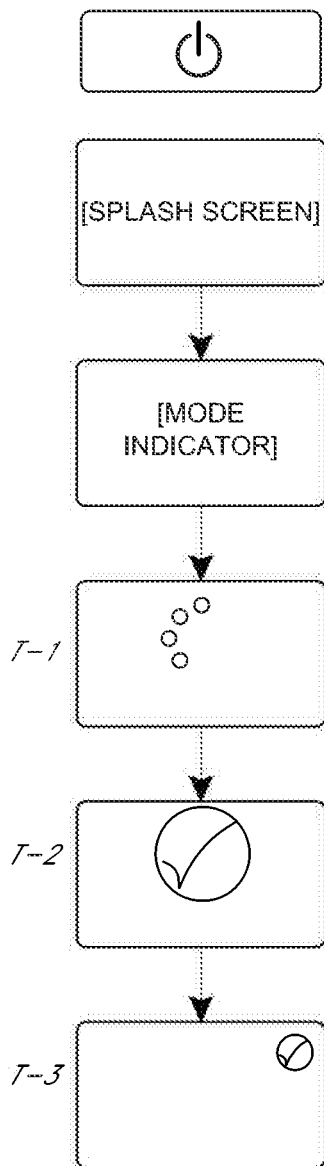 [SPLASH SCREEN]
[MODE
INDICATOR]
T-1
T-2
T-3